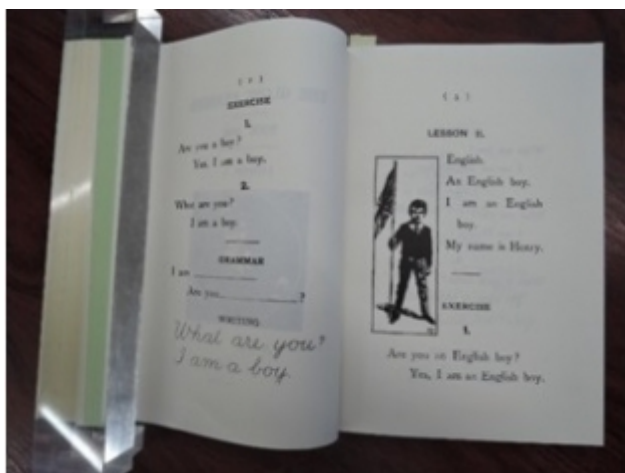 ( 2 )
EXERCISE
1.
Are you a boy?
Yes, I am a boy.
2.
What are you?
I am a boy.
GRAMMAR
I am
Are you ?
WRITING
What are you?
I am a boy.
LESSON II.
English.
An English boy.
I am an English
boy.
My name is Henry.
EXERCISE
1.
Are you an English boy?
Yes, I am an English boy.